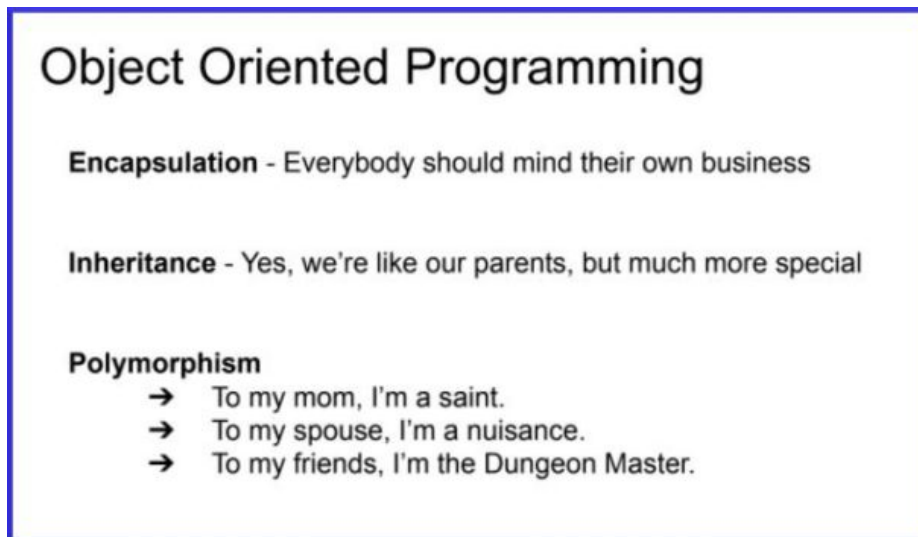 Object Oriented Programming
Encapsulation - Everybody should mind their own business
Inheritance - Yes, we're like our parents, but much more special
Polymorphism
➔ To my mom, I'm a saint.
➔ To my spouse, I'm a nuisance.
➔ To my friends, I'm the Dungeon Master.